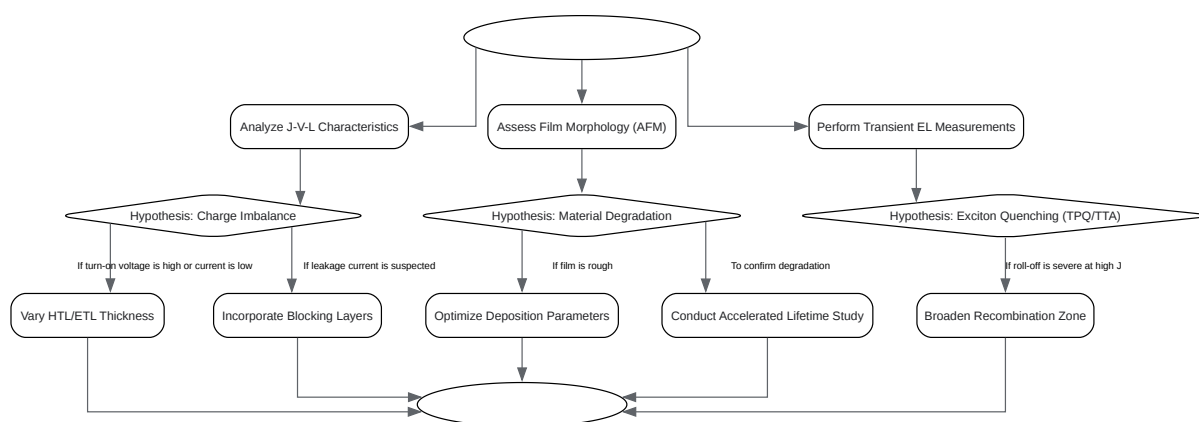 Analyze J-V-L Characteristics
Assess Film Morphology (AFM)
Perform Transient EL Measurements
Hypothesis: Charge Imbalance
Hypothesis: Material Degradation
Hypothesis: Exciton Quenching (TPQ/TTA)
If turn-on voltage is high or current is low
If leakage current is suspected
If film is rough
To confirm degradation
If roll-off is severe at high J
Vary HTL/ETL Thickness
Incorporate Blocking Layers
Optimize Deposition Parameters
Conduct Accelerated Lifetime Study
Broaden Recombination Zone